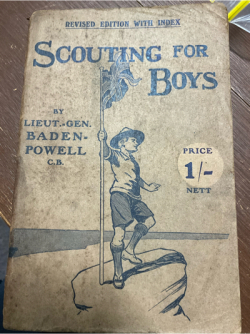 REVISED EDITION WITH INDEX
SCOUTING FOR
BOYS
BY
LIEUT.-GEN.
BADEN-
POWELL
C.B.
PRICE
1/-
NETT